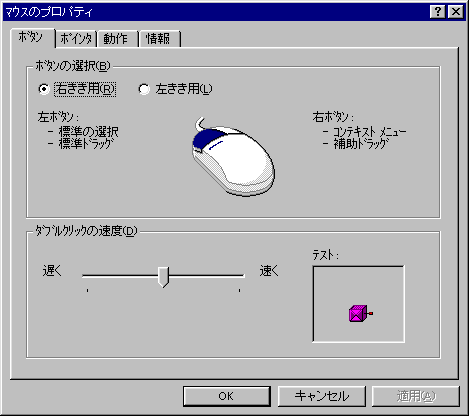 マウスのプロパティ
ボタン ポインタ 動作 情報
ボタンの選択(B)
右きき用(R) 左きき用(L)
左ボタン: 右ボタン:
- 標準の選択 - コンテキスト メニュー
- 標準ドラッグ - 補助ドラッグ
ダブルクリックの速度(D)
テスト:
遅く 速く
OK キャンセル 適用(A)